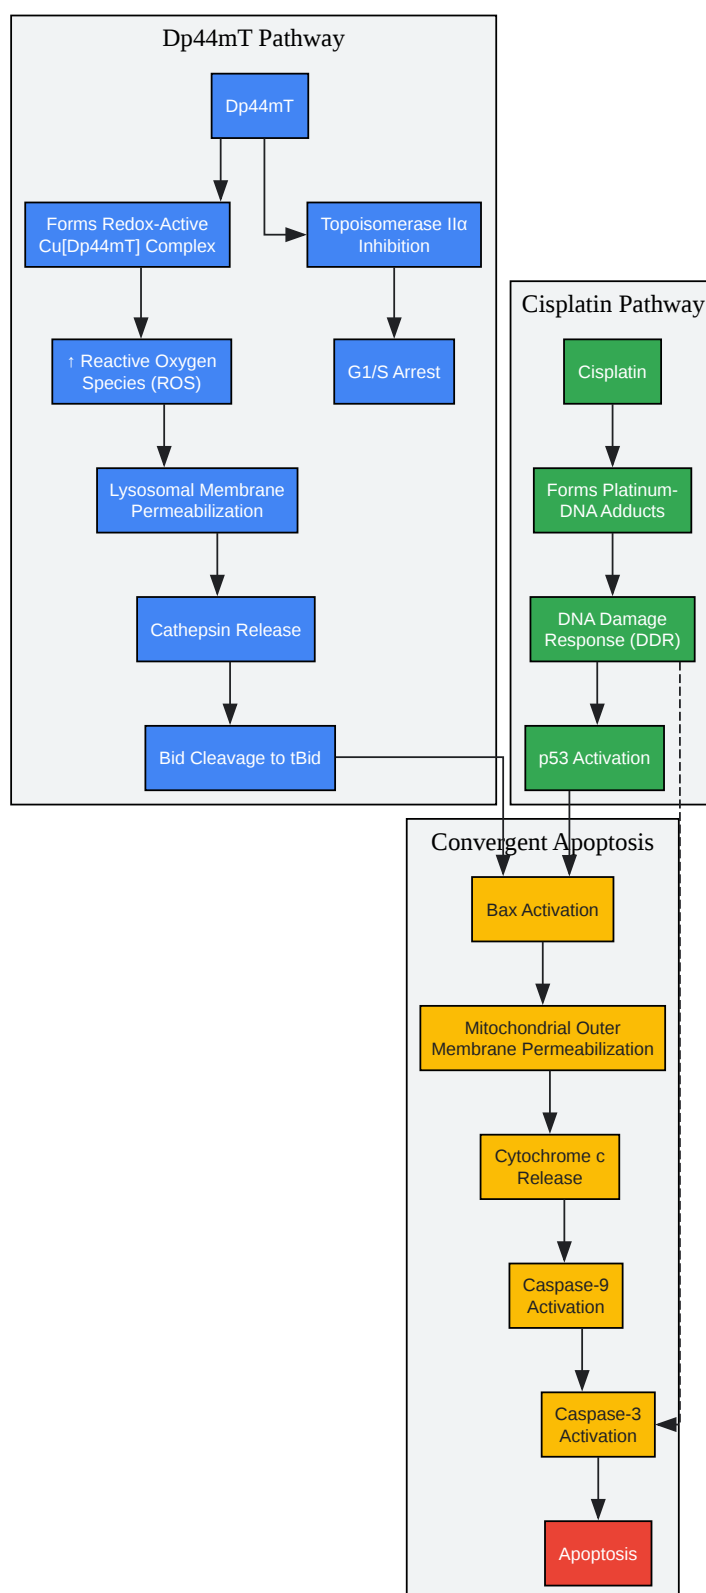 Dp44mT Pathway
Dp44mT
Forms Redox-Active
Cu[Dp44mT] Complex
Topoisomerase IIα
Inhibition
↑ Reactive Oxygen
Species (ROS)
G1/S Arrest
Lysosomal Membrane
Permeabilization
Cathepsin Release
Bid Cleavage to tBid
Cisplatin Pathway
Cisplatin
Forms Platinum-
DNA Adducts
DNA Damage
Response (DDR)
p53 Activation
Convergent Apoptosis
Bax Activation
Mitochondrial Outer
Membrane Permeabilization
Cytochrome c
Release
Caspase-9
Activation
Caspase-3
Activation
Apoptosis